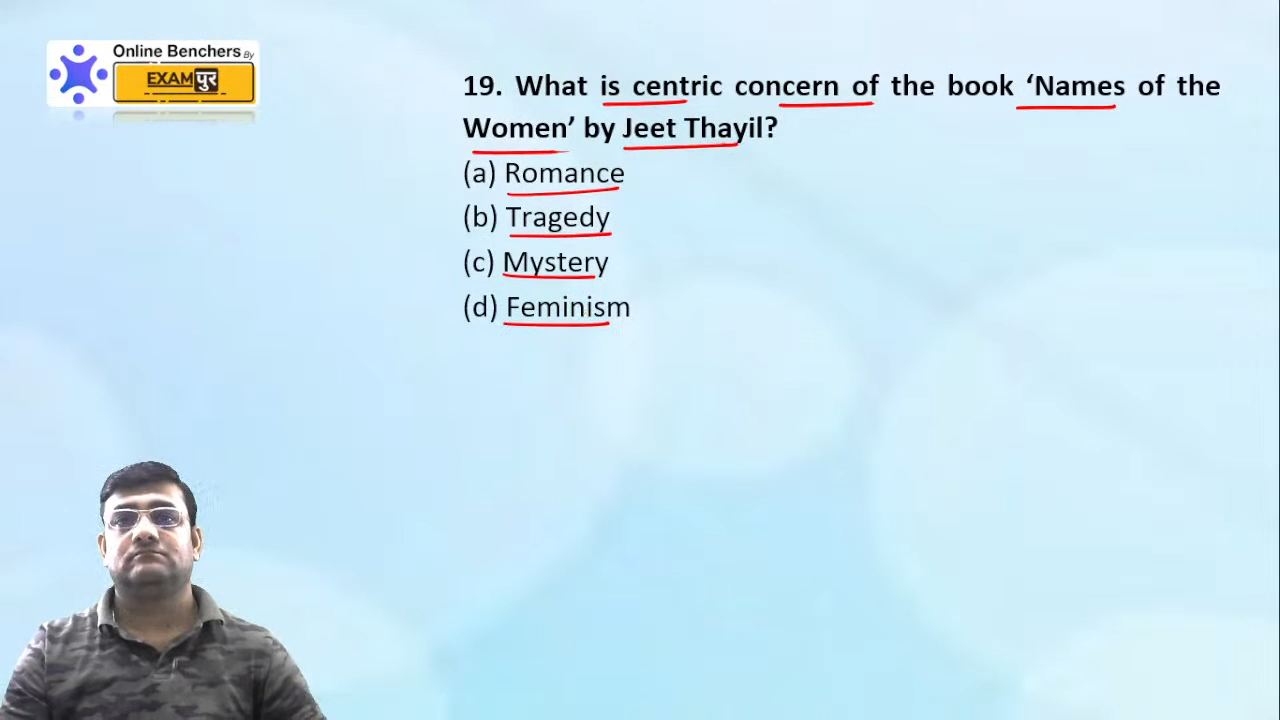 Online Benchers By
EXAMपुर
19. What is centric concern of the book ‘Names of the
Women’ by Jeet Thayil?
(a) Romance
(b) Tragedy
(c) Mystery
(d) Feminism